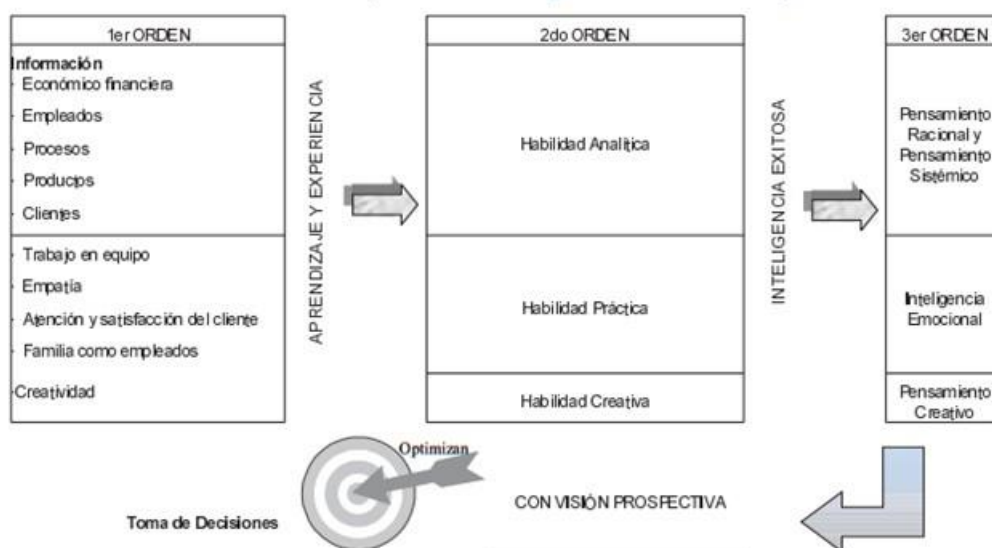 1er ORDEN
Información
· Económico financiera
· Empleados
· Procesos
· Productos
· Clientes
· Trabajo en equipo
· Empatía
· Atención y satisfacción del cliente
· Familia como empleados
·Creatividad
APRENDIZAJE Y EXPERIENCIA
2do ORDEN
Habilidad Analítica
Habilidad Práctica
Habilidad Creativa
INTELIGENCIA EXITOSA
3er ORDEN
Pensamiento
Racional y
Pensamiento
Sistémico
Inteligencia
Emocional
Pensamiento
Creativo
Optimizan
CON VISIÓN PROSPECTIVA
Toma de Decisiones